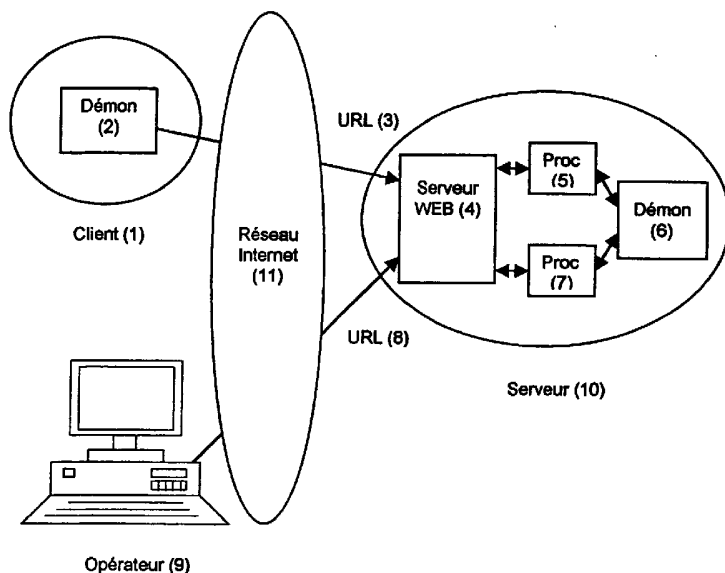 Démon
(2)
Client (1)
Réseau
Internet
(11)
URL (3)
URL (8)
Serveur
WEB (4)
Proc
(5)
Proc
(7)
Démon
(6)
Serveur (10)
Opérateur (9)